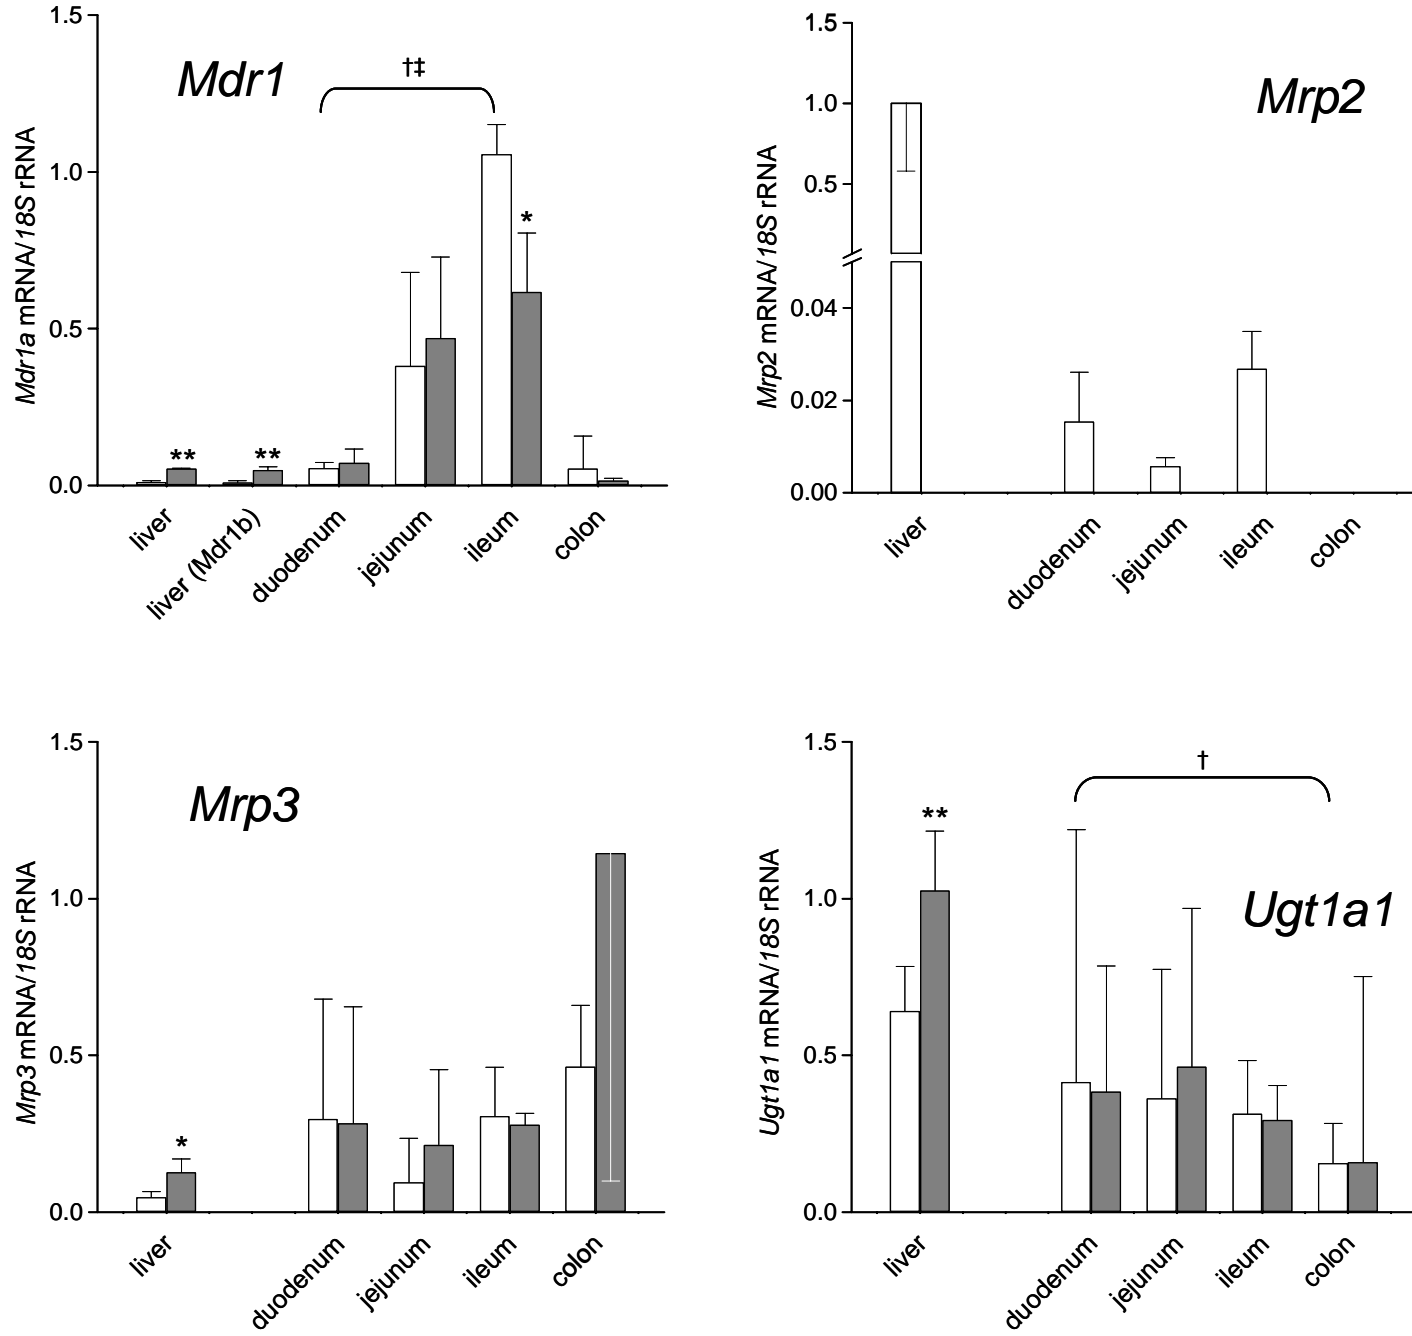 Mdr1
†‡
Mdr1a mRNA/18S rRNA
1.5
1.0
0.5
0.0
**
**
*
liver
liver (Mdr1b)
duodenum
jejunum
ileum
colon
Mrp2
Mrp2 mRNA/18S rRNA
1.5
1.0
0.5
0.04
0.02
0.00
liver
duodenum
jejunum
ileum
colon
Mrp3
Mrp3 mRNA/18S rRNA
1.5
1.0
0.5
0.0
*
liver
duodenum
jejunum
ileum
colon
Ugt1a1
†
Ugt1a1 mRNA/18S rRNA
1.5
1.0
0.5
0.0
**
liver
duodenum
jejunum
ileum
colon